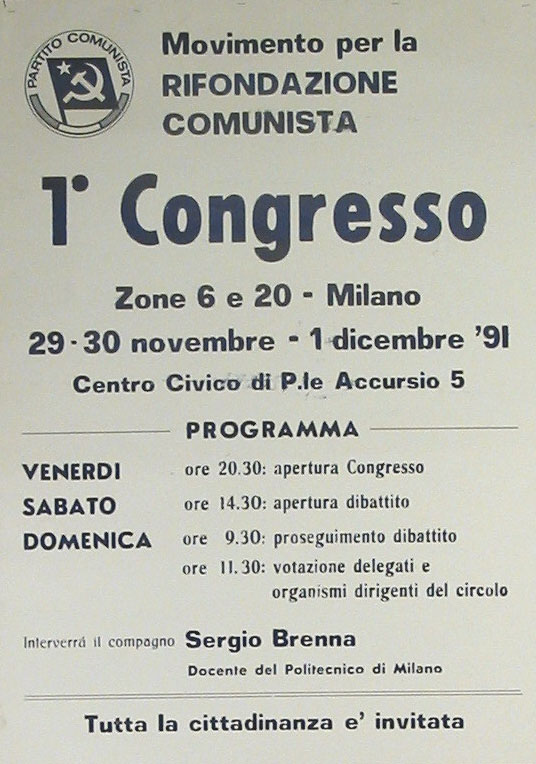 PARTITO COMUNISTA
Movimento per la
RIFONDAZIONE
COMUNISTA
1° Congresso
Zone 6 e 20 - Milano
29-30 novembre - 1 dicembre '91
Centro Civico di P.le Accursio 5
PROGRAMMA
VENERDI ore 20.30: apertura Congresso
SABATO ore 14.30: apertura dibattito
DOMENICA ore 9.30: proseguimento dibattito
ore 11.30: votazione delegati e
organismi dirigenti del circolo
Interverrá il compagno Sergio Brenna
Docente del Politecnico di Milano
Tutta la cittadinanza e' invitata